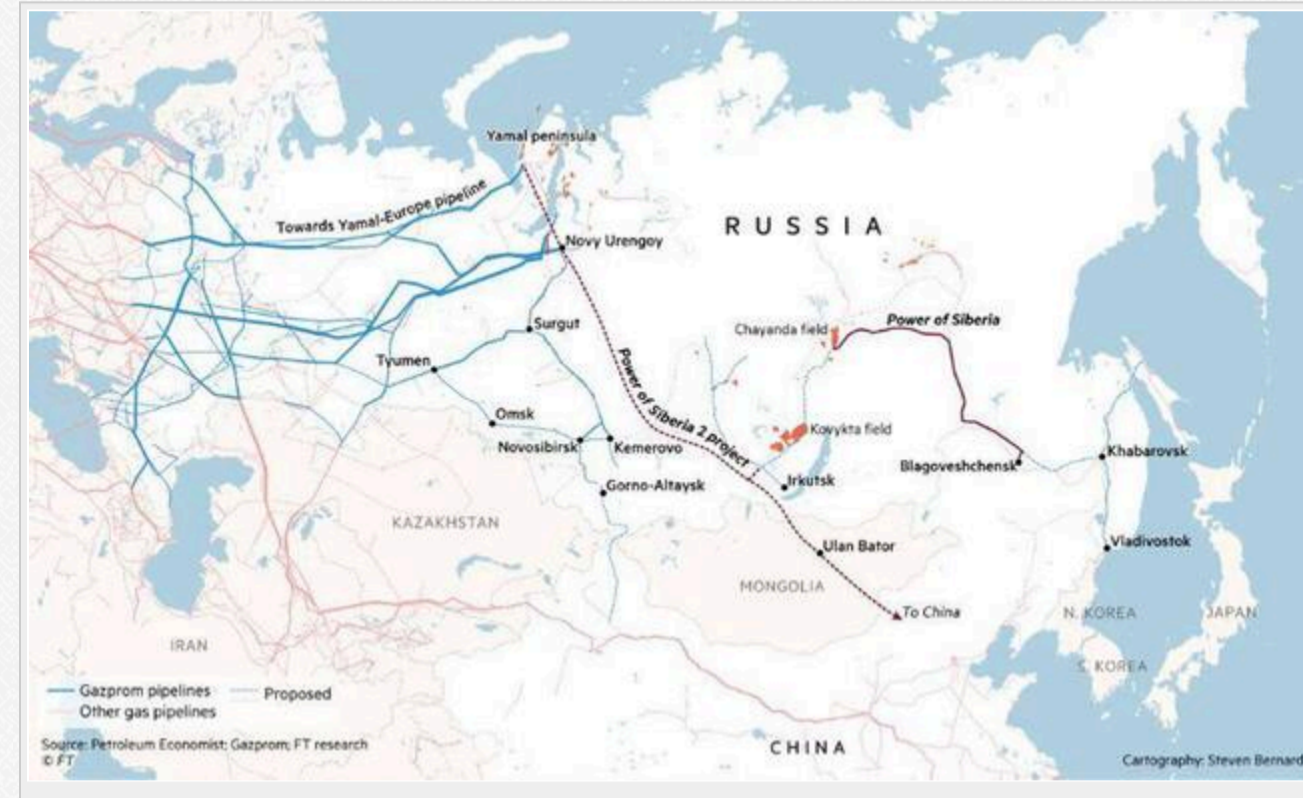 Yamal peninsula
Towards Yamal-Europe pipeline
RUSSIA
Novy Urengoy
Surgut
Chayanda field
Power of Siberia
Tyumen
Power of Siberia 2 project
Omsk
Novosibirsk
Kemerovo
Kovykta field
Blagoveshchensk
Khabarovsk
Gorno-Altaysk
Irkutsk
KAZAKHSTAN
Ulan Bator
Vladivostok
MONGOLIA
To China
N. KOREA
JAPAN
IRAN
S. KOREA
Gazprom pipelines
Proposed
Other gas pipelines
Source: Petroleum Economist; Gazprom; FT research
© FT
CHINA
Cartography: Steven Bernard